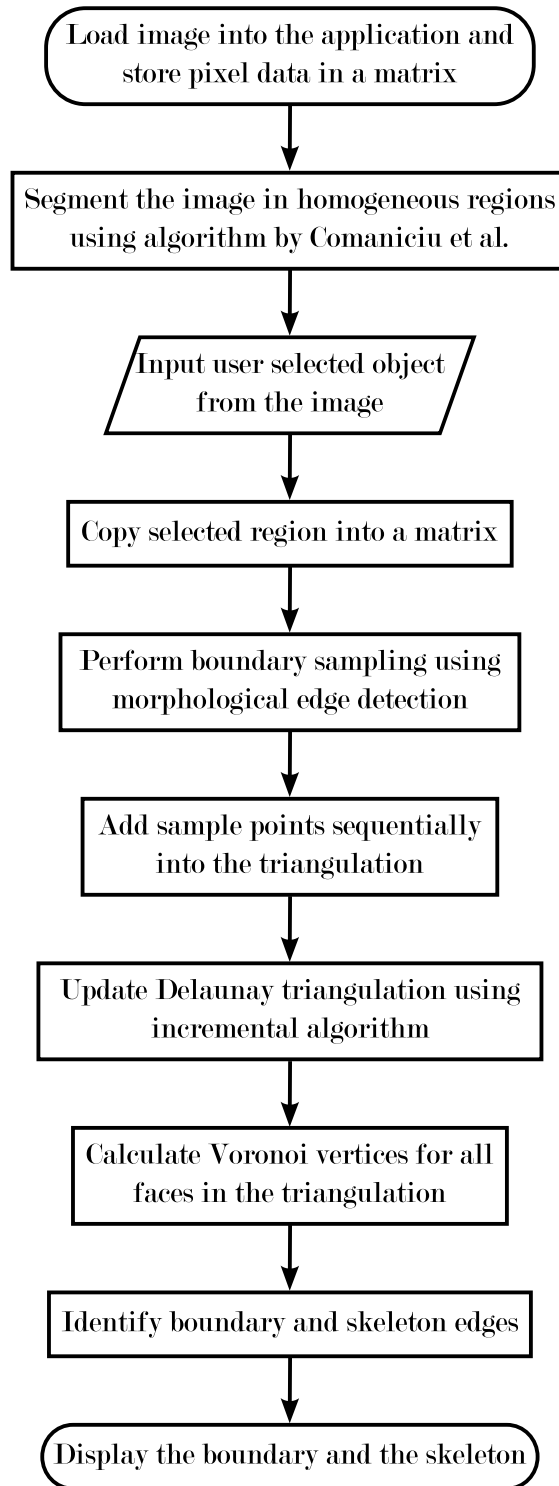 Load image into the application and
store pixel data in a matrix
Segment the image in homogeneous regions
using algorithm by Comaniciu et al.
Input user selected object
from the image
Copy selected region into a matrix
Perform boundary sampling using
morphological edge detection
Add sample points sequentially
into the triangulation
Update Delaunay triangulation using
incremental algorithm
Calculate Voronoi vertices for all
faces in the triangulation
Identify boundary and skeleton edges
Display the boundary and the skeleton